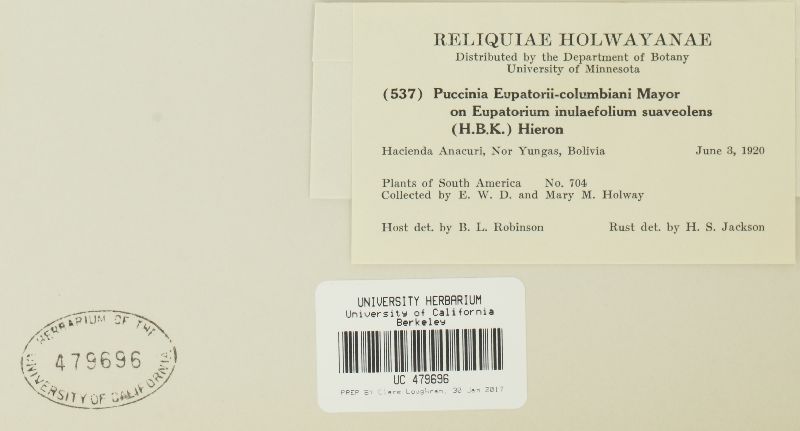 RELIQUIAE HOLWAYANAE
Distributed by the Department of Botany
University of Minnesota
(537) Puccinia Eupatorii-columbiani Mayor
on Eupatorium inulaefolium suaveolens
(H.B.K.) Hieron
Hacienda Anacuri, Nor Yungas, Bolivia June 3, 1920
Plants of South America No. 704
Collected by E. W. D. and Mary M. Holway
Host det. by B. L. Robinson Rust det. by H. S. Jackson
UNIVERSITY HERBARIUM
University of California
Berkeley
UC 479696
PREP BY Clare Loughran, 30 Jan 2017
HERBARIUM OF THE
479696
UNIVERSITY OF CALIFORNIA